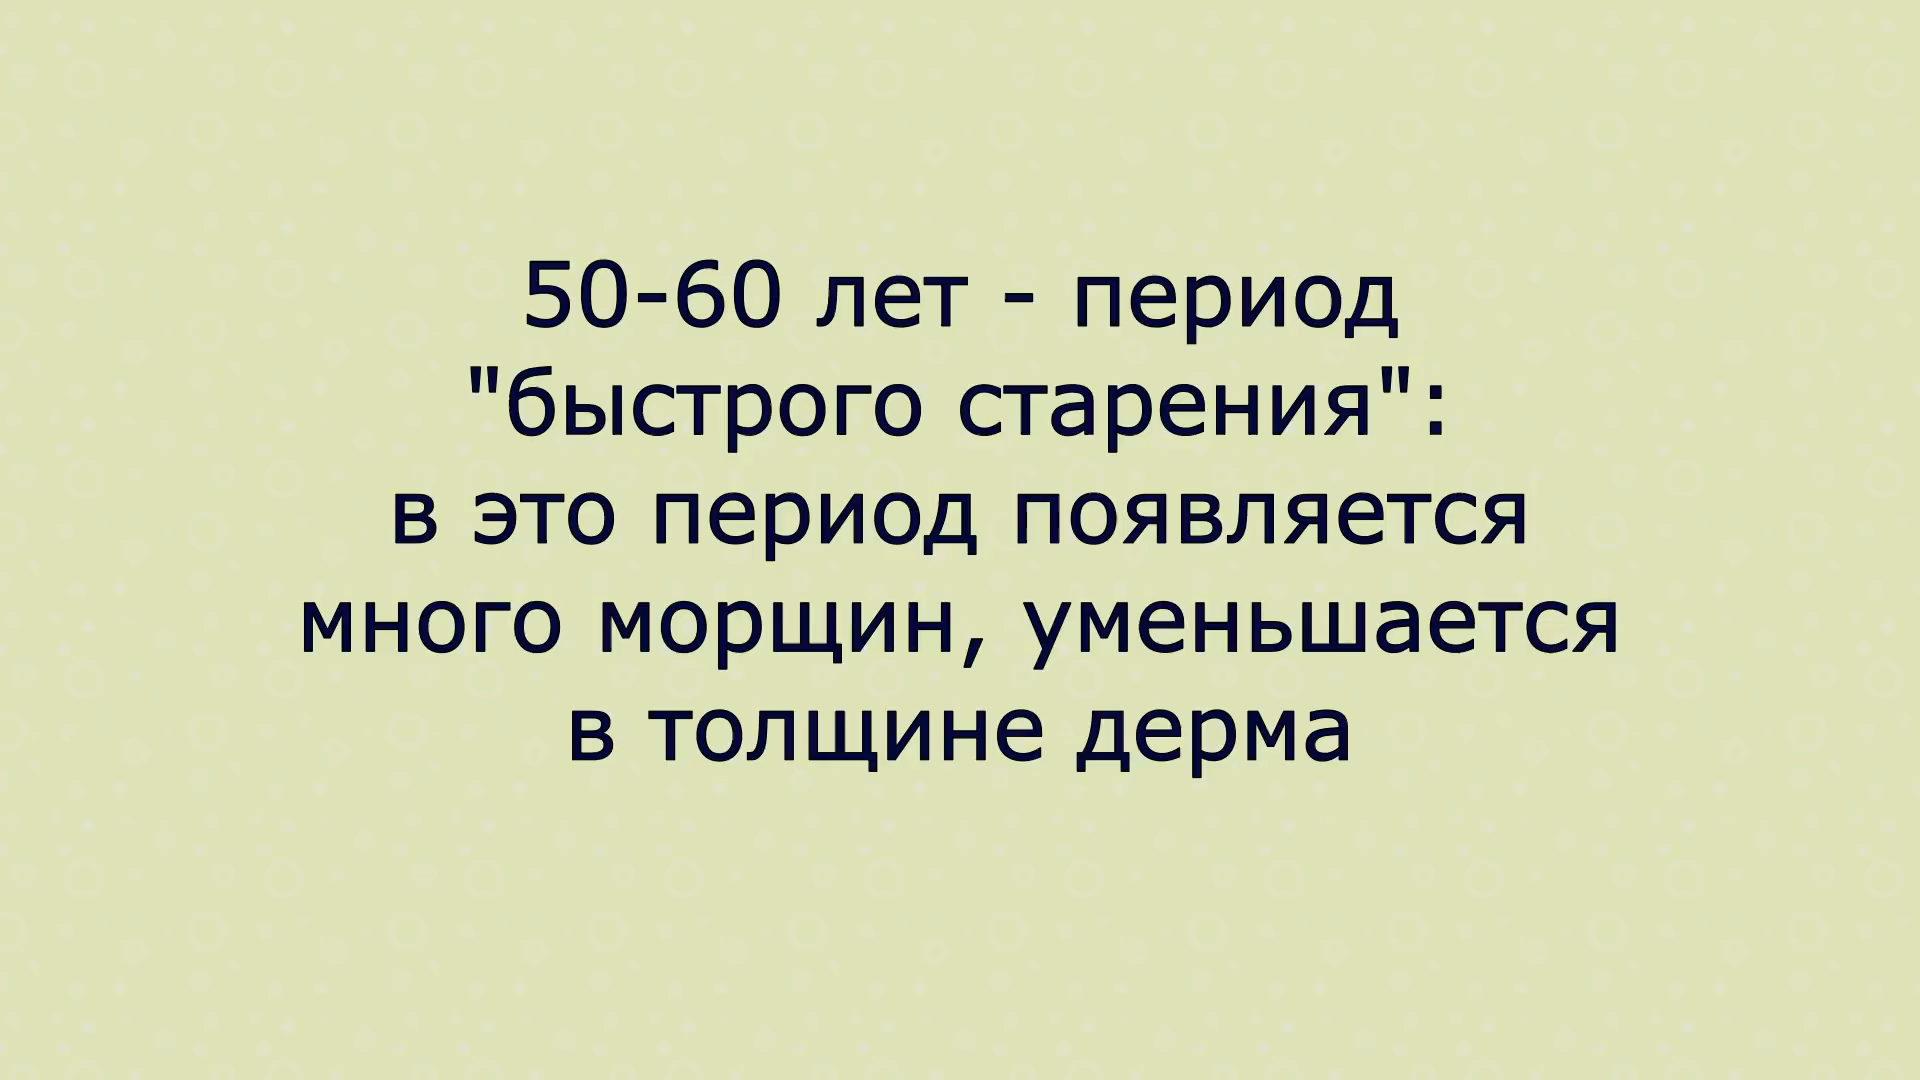 50-60 лет - период
"быстрого старения":
в это период появляется
много морщин, уменьшается
в толщине дерма